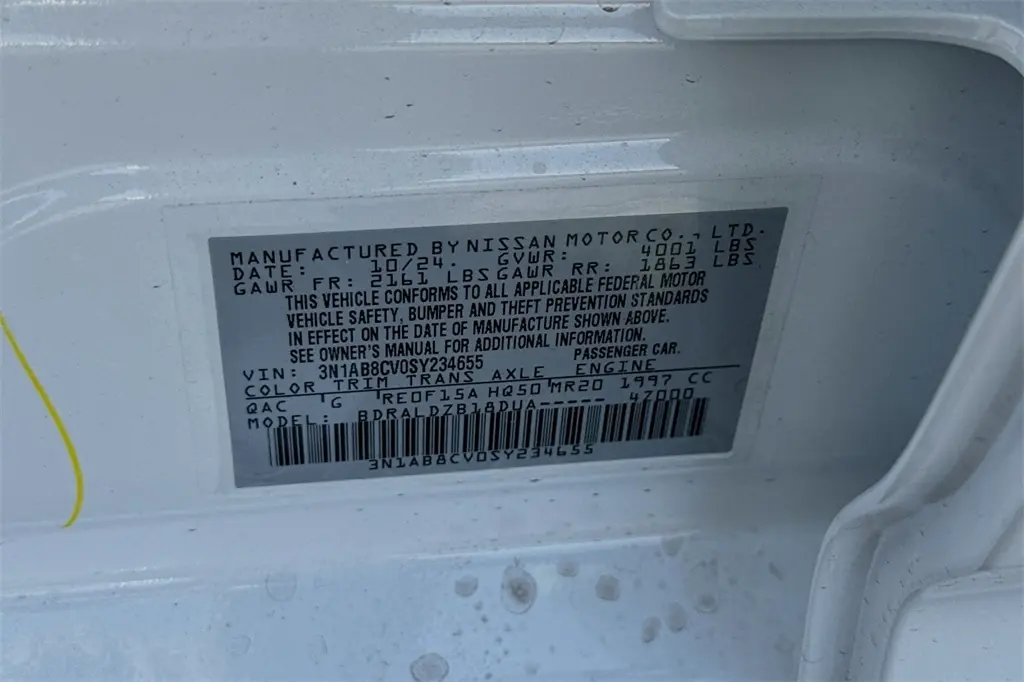 MANUFACTURED BY NISSAN MOTOR CO., LTD.
DATE: 10/24. GVWR: 4001 LBS
GAWR FR: 2161 LBS GAWR RR: 1863 LBS
THIS VEHICLE CONFORMS TO ALL APPLICABLE FEDERAL MOTOR
VEHICLE SAFETY, BUMPER AND THEFT PREVENTION STANDARDS
IN EFFECT ON THE DATE OF MANUFACTURE SHOWN ABOVE.
SEE OWNER'S MANUAL FOR ADDITIONAL INFORMATION.
VIN: 3N1AB8CV0SY234655 PASSENGER CAR.
COLOR TRIM TRANS AXLE ENGINE
QAC 'G 'RE0F15A HQ50'MR20 1997 CC
MODEL: BDRALDZB18DUA----- 4Z000
3N1AB8CV0SY234655